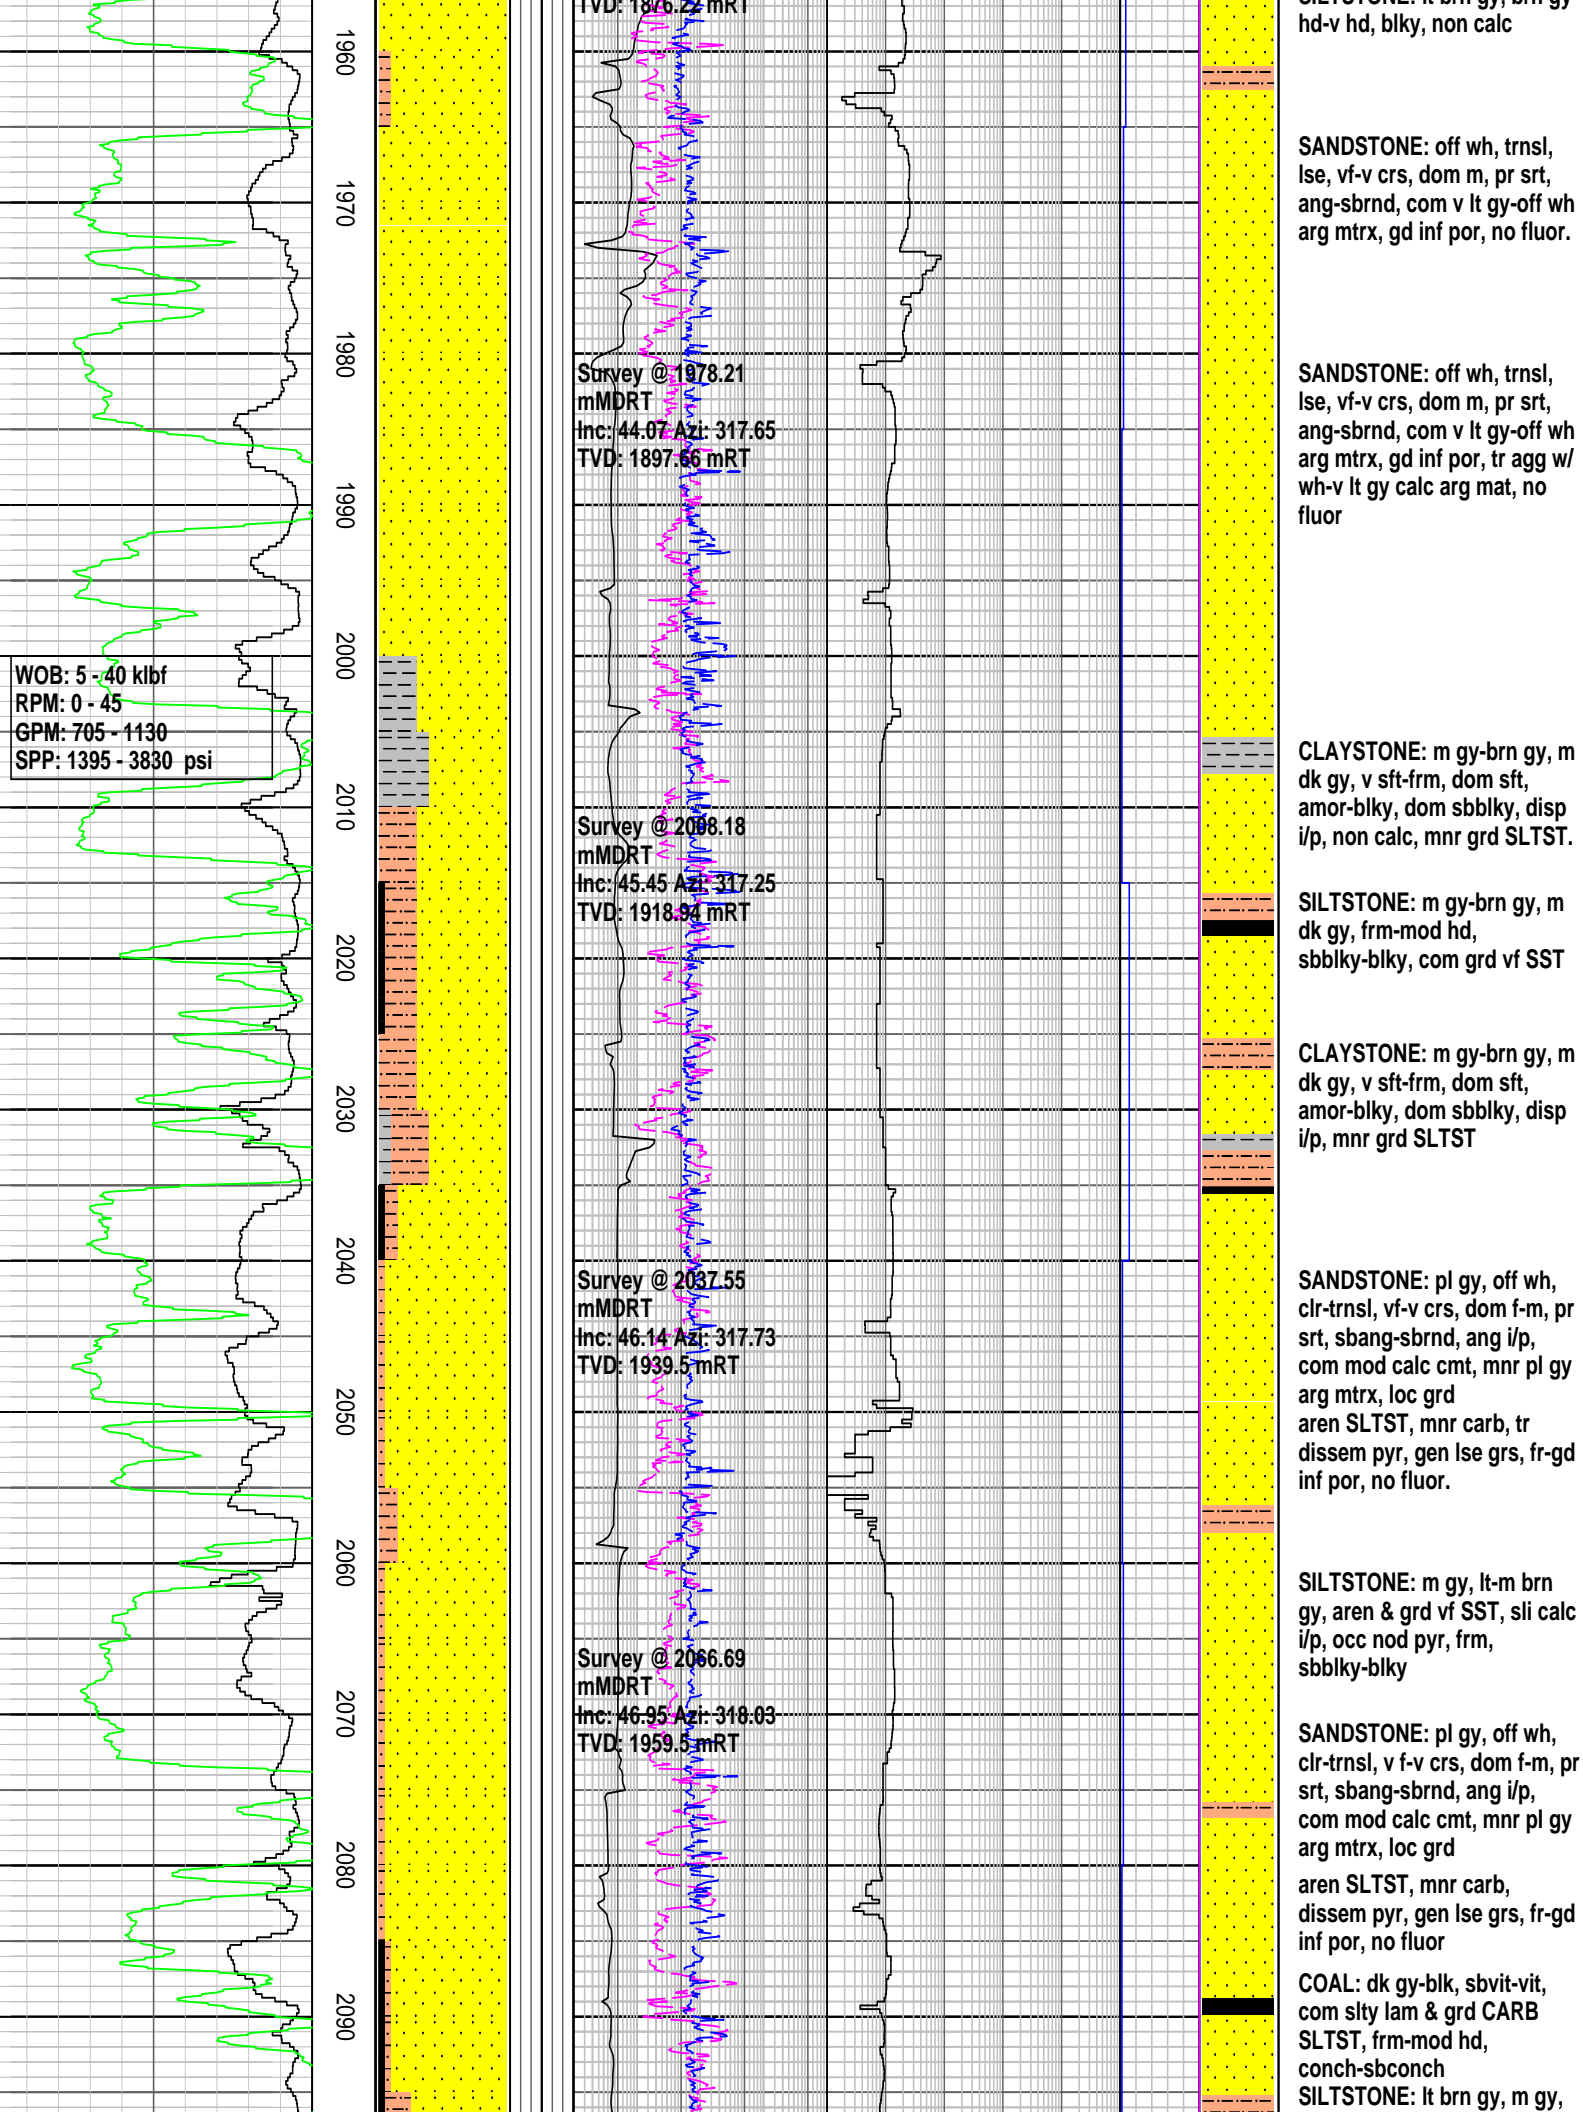 TVD: 1876.22 mRT
hd-v hd, blky, non calc
1960
SANDSTONE: off wh, trnsl,
lse, vf-v crs, dom m, pr srt,
ang-sbrnd, com v lt gy-off wh
arg mtrx, gd inf por, no fluor.
1970
1980
Survey @ 1978.21
mMDRT
Inc: 44.07 Azi: 317.65
TVD: 1897.66 mRT
SANDSTONE: off wh, trnsl,
lse, vf-v crs, dom m, pr srt,
ang-sbrnd, com v lt gy-off wh
arg mtrx, gd inf por, tr agg w/
wh-v lt gy calc arg mat, no
fluor
1990
2000
WOB: 5 - 40 klbf
RPM: 0 - 45
GPM: 705 - 1130
SPP: 1395 - 3830 psi
CLAYSTONE: m gy-brn gy, m
dk gy, v sft-frm, dom sft,
amor-blky, dom sbblky, disp
i/p, non calc, mnr grd SLTST.
2010
Survey @ 2008.18
mMDRT
Inc: 45.45 Azi: 317.25
TVD: 1918.94 mRT
SILTSTONE: m gy-brn gy, m
dk gy, frm-mod hd,
sbblky-blky, com grd vf SST
2020
CLAYSTONE: m gy-brn gy, m
dk gy, v sft-frm, dom sft,
amor-blky, dom sbblky, disp
i/p, mnr grd SLTST
2030
2040
Survey @ 2037.55
mMDRT
Inc: 46.14 Azi: 317.73
TVD: 1939.5 mRT
SANDSTONE: pl gy, off wh,
clr-trnsl, vf-v crs, dom f-m, pr
srt, sbang-sbrnd, ang i/p,
com mod calc cmt, mnr pl gy
arg mtrx, loc grd
aren SLTST, mnr carb, tr
dissem pyr, gen lse grs, fr-gd
inf por, no fluor.
2050
2060
SILTSTONE: m gy, lt-m brn
gy, aren & grd vf SST, sli calc
i/p, occ nod pyr, frm,
sbblky-blky
Survey @ 2066.69
mMDRT
Inc: 46.95 Azi: 318.03
TVD: 1959.5 mRT
2070
SANDSTONE: pl gy, off wh,
clr-trnsl, v f-v crs, dom f-m, pr
srt, sbang-sbrnd, ang i/p,
com mod calc cmt, mnr pl gy
arg mtrx, loc grd
aren SLTST, mnr carb,
dissem pyr, gen lse grs, fr-gd
inf por, no fluor
2080
COAL: dk gy-blk, sbvit-vit,
com slty lam & grd CARB
SLTST, frm-mod hd,
conch-sbconch
2090
SILTSTONE: lt brn gy, m gy,